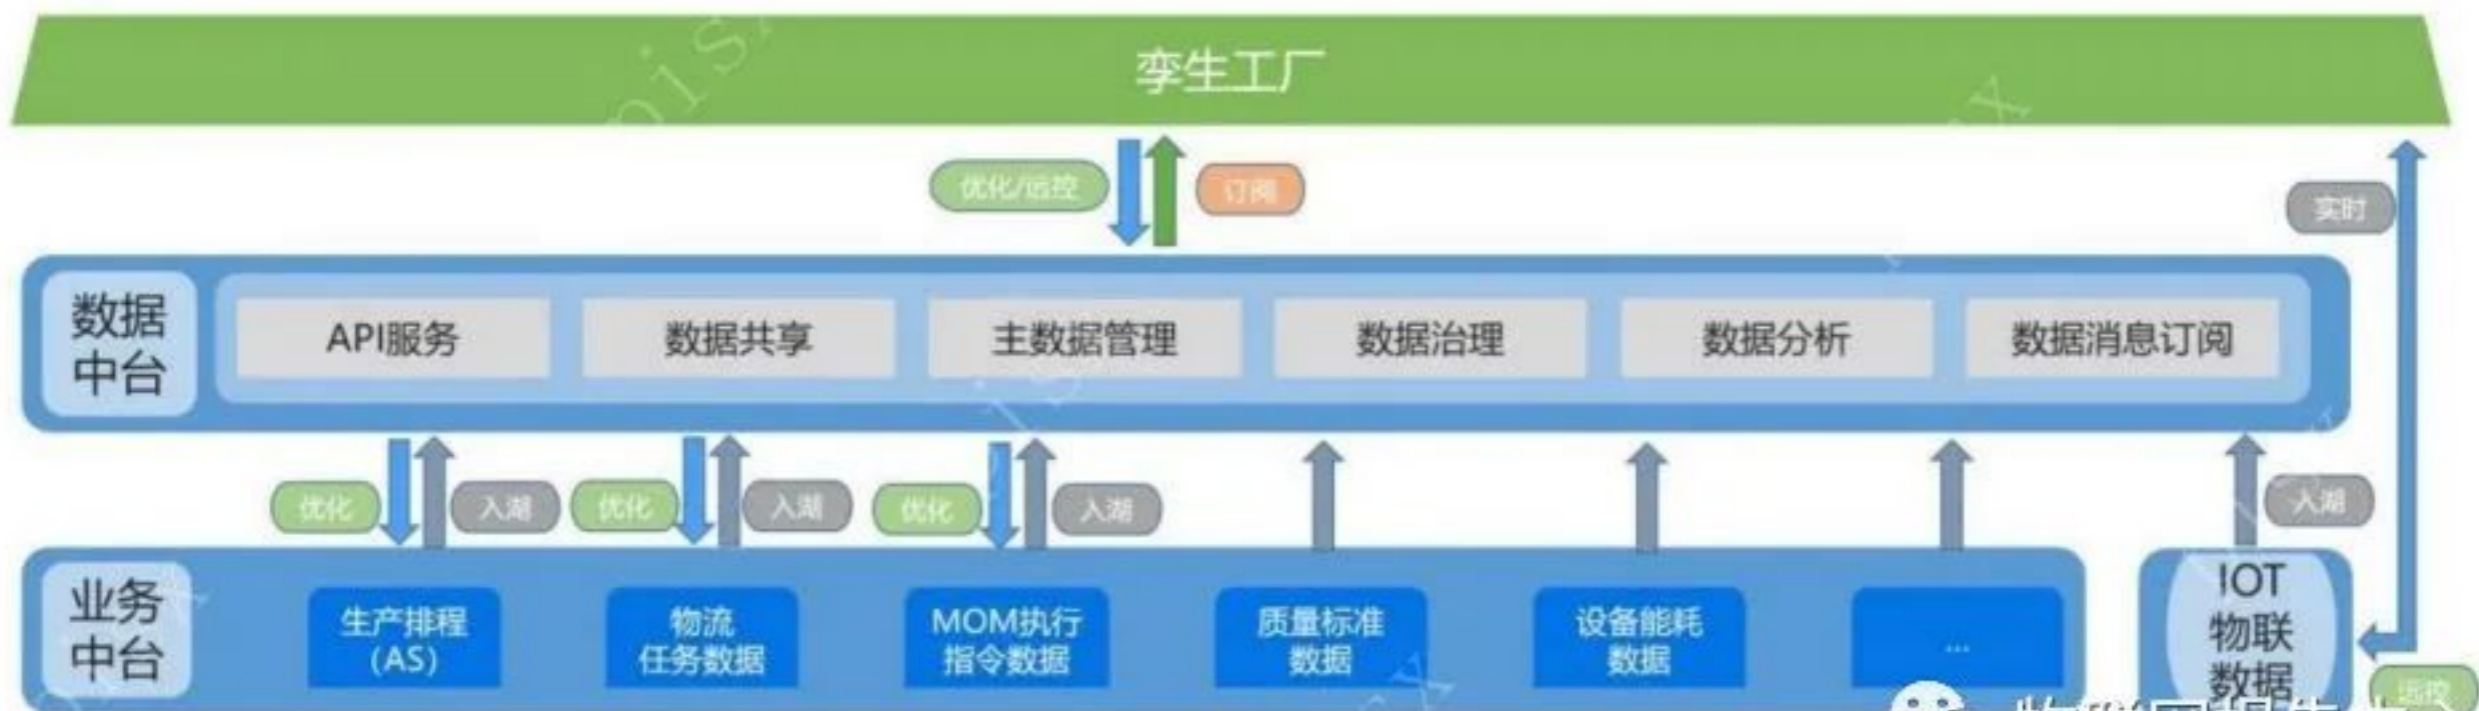 孪生工厂
优化/远控
订阅
实时
数据
中台
API服务
数据共享
主数据管理
数据治理
数据分析
数据消息订阅
优化
入湖
优化
入湖
优化
入湖
入湖
业务
中台
生产排程
(AS)
物流
任务数据
MOM执行
指令数据
质量标准
数据
设备能耗
数据
...
IOT
物联
数据
远控